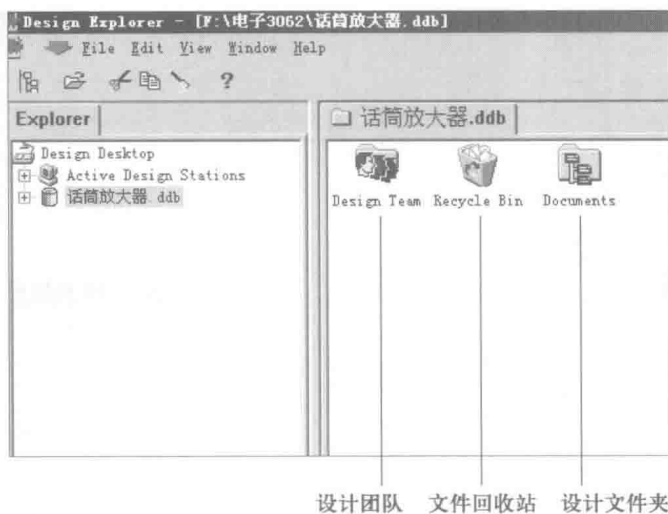 Design Explorer - [F:\电子3062\话筒放大器.ddb]
File Edit View Window Help
?
Explorer
话筒放大器.ddb
Design Desktop
Active Design Stations
话筒放大器.ddb
Design Team Recycle Bin Documents
设计团队 文件回收站 设计文件夹